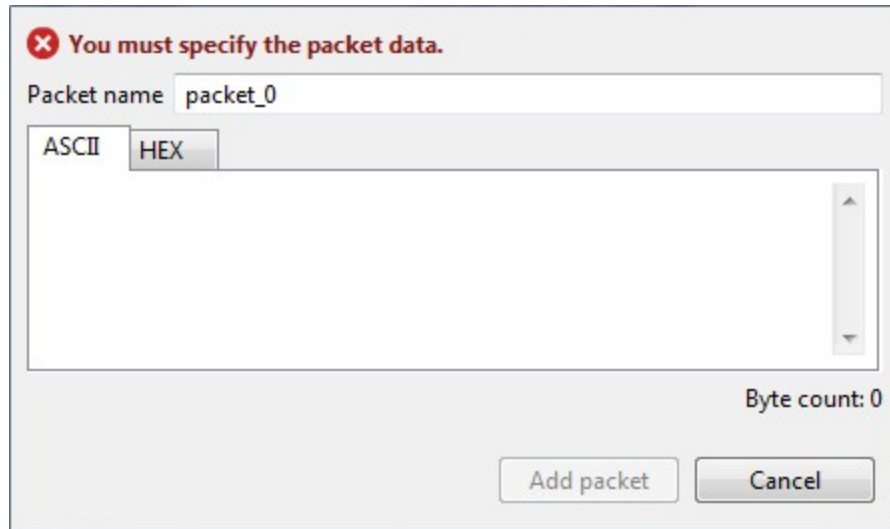 You must specify the packet data.
Packet name packet_0
ASCII HEX
Byte count: 0
Add packet Cancel